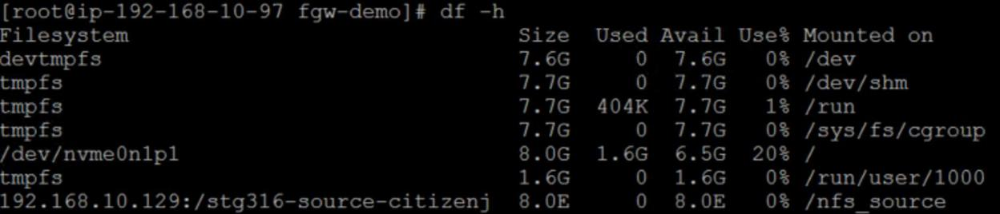 [root@ip-192-168-10-97 fgw-demo]# df -h
Filesystem Size Used Avail Use% Mounted on
devtmpfs 7.6G 0 7.6G 0% /dev
tmpfs 7.7G 0 7.7G 0% /dev/shm
tmpfs 7.7G 404K 7.7G 1% /run
tmpfs 7.7G 0 7.7G 0% /sys/fs/cgroup
/dev/nvme0n1p1 8.0G 1.6G 6.5G 20% /
tmpfs 1.6G 0 1.6G 0% /run/user/1000
192.168.10.129:/stg316-source-citizenj 8.0E 0 8.0E 0% /nfs_source